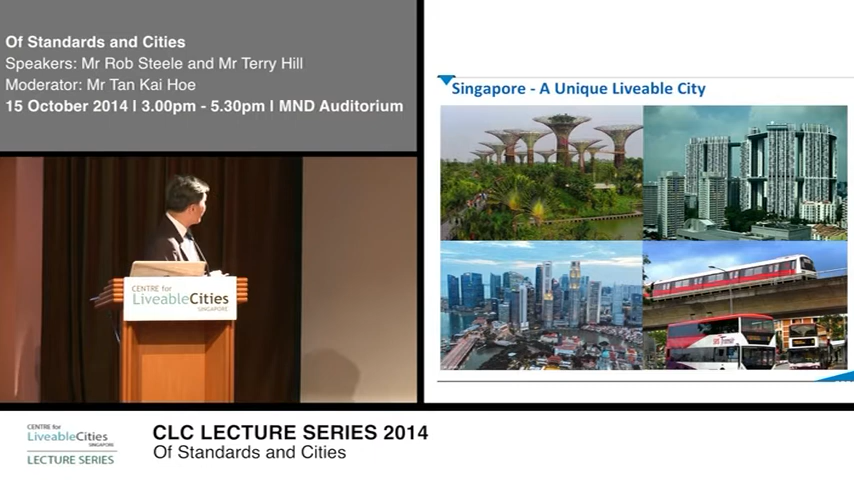 Of Standards and Cities
Speakers: Mr Rob Steele and Mr Terry Hill
Moderator: Mr Tan Kai Hoe
15 October 2014 | 3.00pm - 5.30pm | MND Auditorium
Singapore - A Unique Liveable City
CENTRE for
LiveableCities
SINGAPORE
CENTRE for
LiveableCities
SINGAPORE
LECTURE SERIES
CLC LECTURE SERIES 2014
Of Standards and Cities